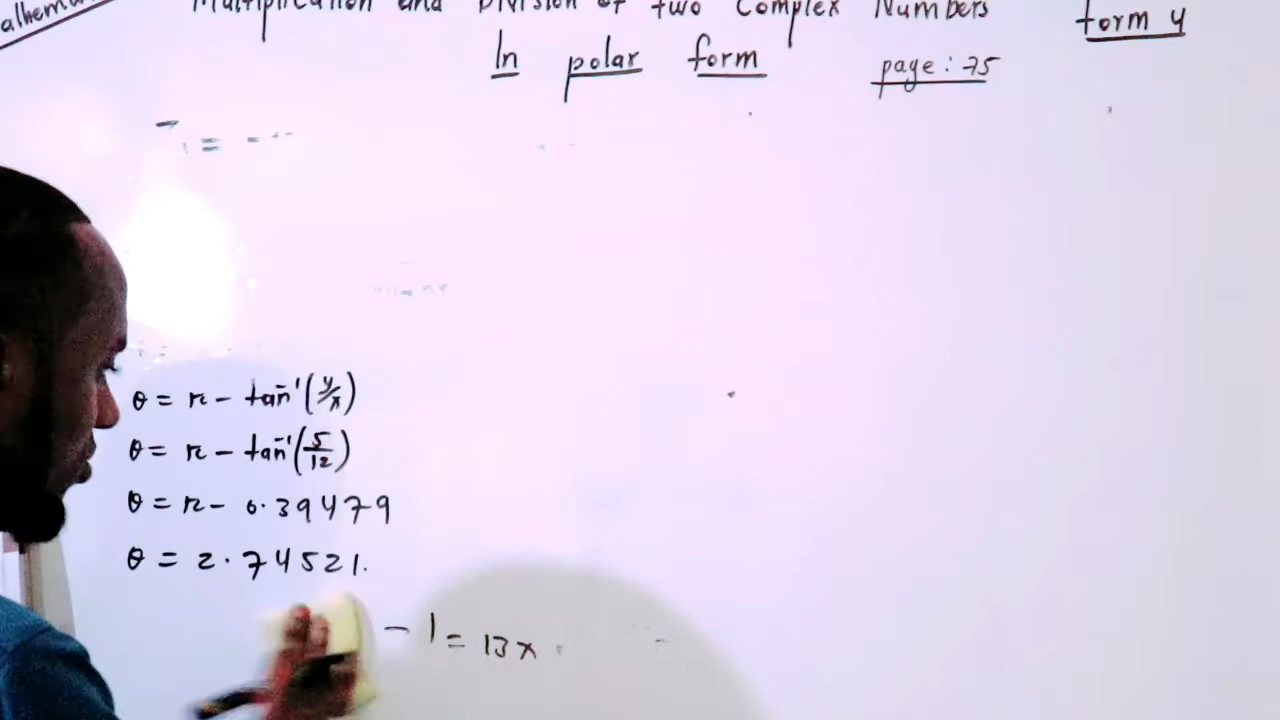 Multiplication and Division of two Complex Numbers
form 4
In polar form
page: 75
θ = π - tan⁻¹(y/x)
θ = π - tan⁻¹(5/12)
θ = π - 0.39479
θ = 2.74521.
- 1 = 13 x